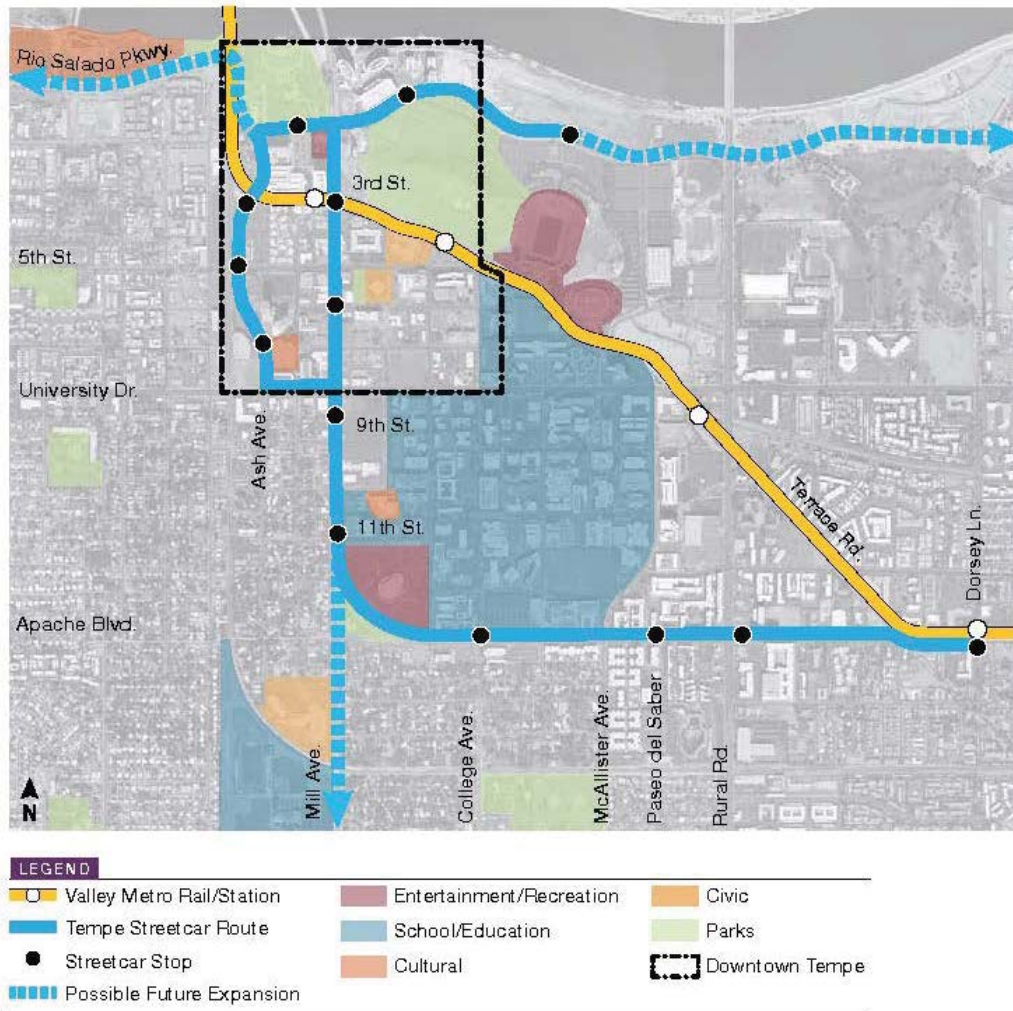 Rio Salado Pkwy.
3rd St.
5th St.
University Dr.
Ash Ave.
9th St.
11th St.
Terrace Rd.
Dorsey Ln.
Apache Blvd.
Mill Ave.
College Ave.
McAllister Ave.
Paseo del Saber
Rural Rd.
N
LEGEND
Valley Metro Rail/Station
Tempe Streetcar Route
Streetcar Stop
Possible Future Expansion
Entertainment/Recreation
School/Education
Cultural
Civic
Parks
Downtown Tempe